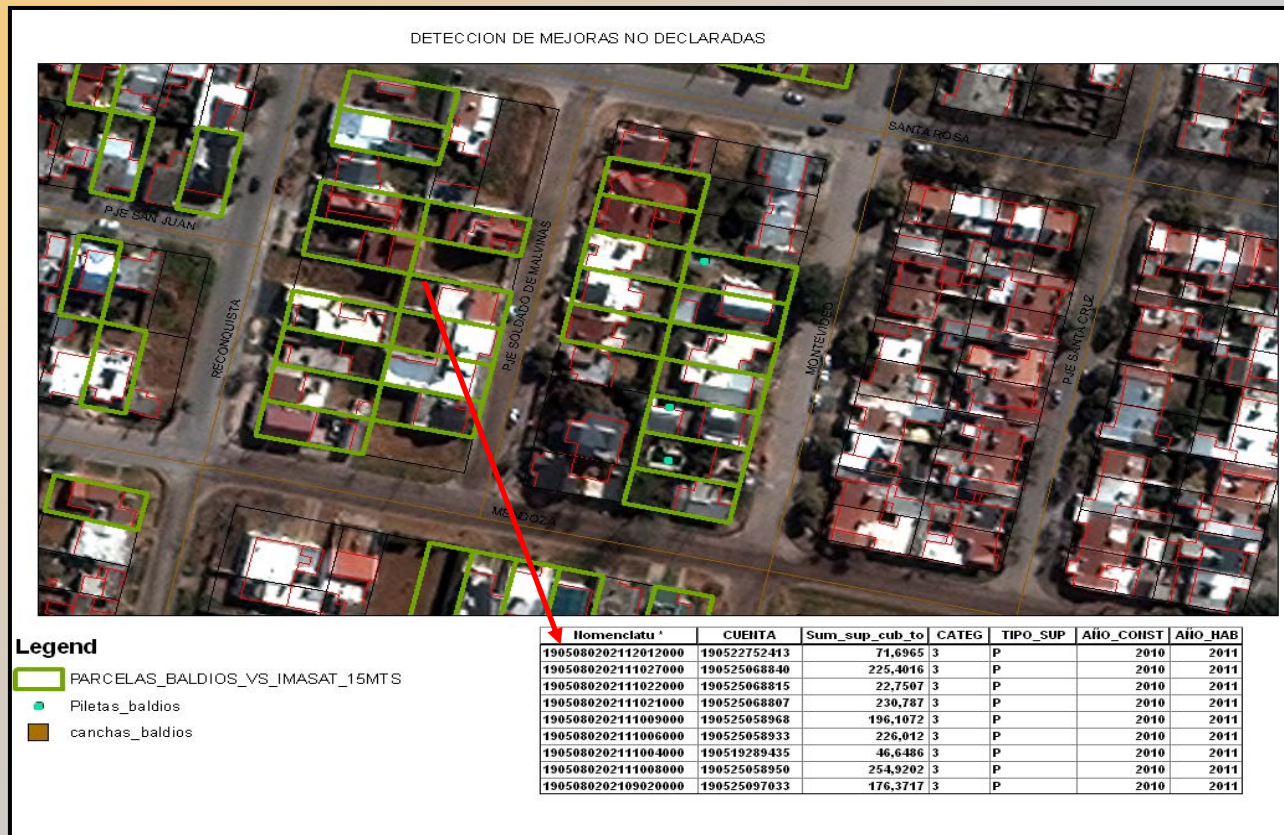 DETECCION DE MEJORAS NO DECLARADAS
SANTA ROSA
PJE SAN JUAN
RECONQUISTA
PJE SOLDADO DE MALVINAS
MONTEVIDEO
PJE SANTA CRUZ
MENDOZA
Legend
PARCELAS_BALDIOS_VS_IMASAT_15MTS
Piletas_baldios
canchas_baldios
Nomenclatu * CUENTA Sum_sup_cub_to CATEG TIPO_SUP AÑO_CONST AÑO_HAB
1905080202112012000 190522752413 71,6965 3 P 2010 2011
1905080202111027000 190525068840 225,4016 3 P 2010 2011
1905080202111022000 190525068815 22,7507 3 P 2010 2011
1905080202111021000 190525068807 230,787 3 P 2010 2011
1905080202111009000 190525058968 196,1072 3 P 2010 2011
1905080202111006000 190525058933 226,012 3 P 2010 2011
1905080202111004000 190519289435 46,6486 3 P 2010 2011
1905080202111008000 190525058950 254,9202 3 P 2010 2011
1905080202109020000 190525097033 176,3717 3 P 2010 2011